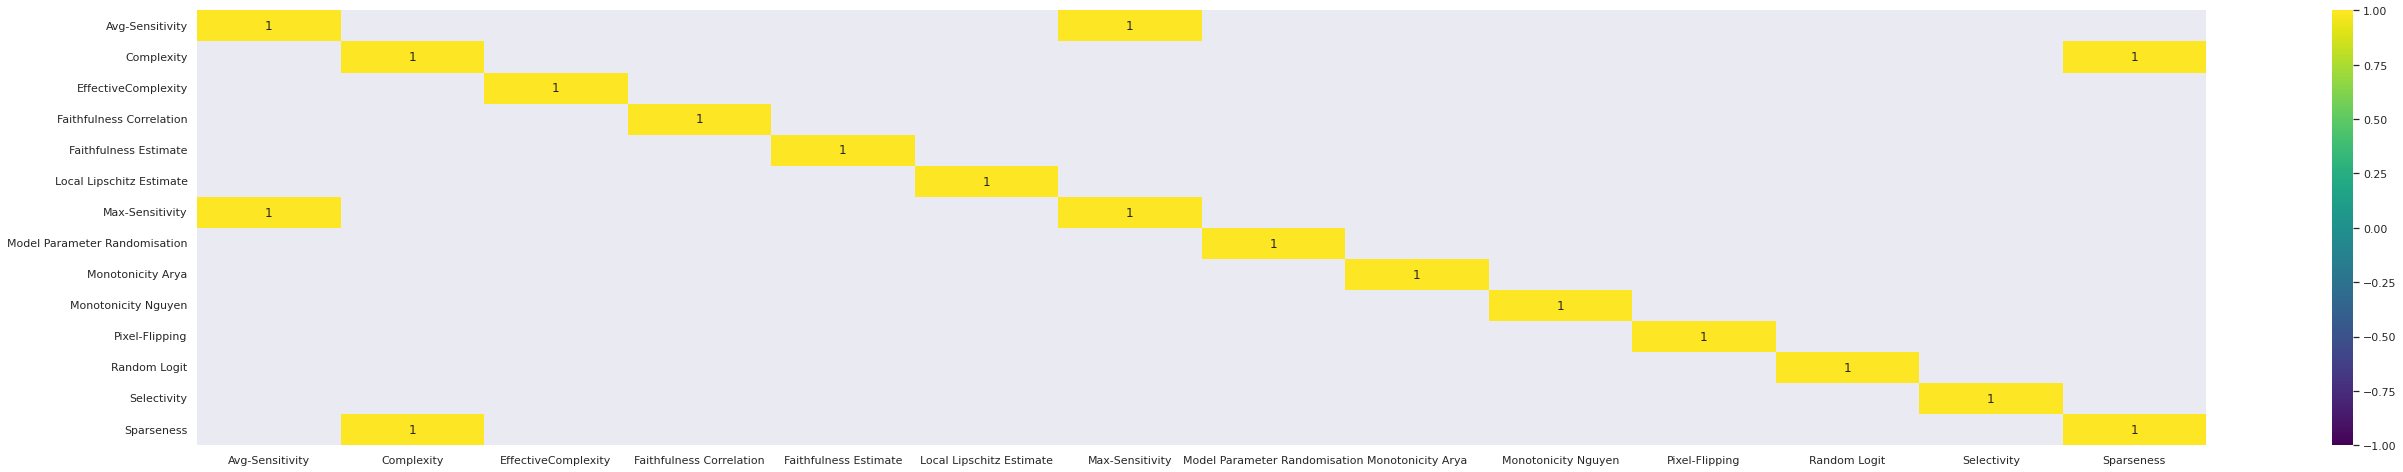 Avg-Sensitivity 1 1
Complexity 1 1
EffectiveComplexity 1
Faithfulness Correlation 1
Faithfulness Estimate 1
Local Lipschitz Estimate 1
Max-Sensitivity 1 1
Model Parameter Randomisation 1
Monotonicity Arya 1
Monotonicity Nguyen 1
Pixel-Flipping 1
Random Logit 1
Selectivity 1
Sparseness 1 1
Avg-Sensitivity Complexity EffectiveComplexity Faithfulness Correlation Faithfulness Estimate Local Lipschitz Estimate Max-Sensitivity Model Parameter Randomisation Monotonicity Arya Monotonicity Nguyen Pixel-Flipping Random Logit Selectivity Sparseness
1.00
0.75
0.50
0.25
0.00
−0.25
−0.50
−0.75
−1.00